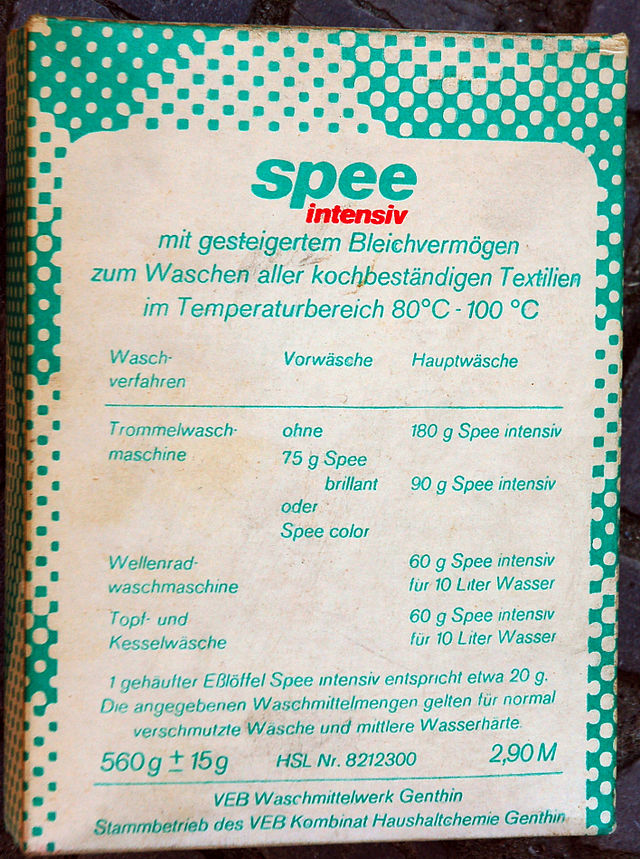 spee
intensiv
mit gesteigertem Bleichvermögen
zum Waschen aller kochbeständigen Textilien
im Temperaturbereich 80°C - 100 °C
Wasch- Vorwäsche Hauptwäsche
verfahren
Trommelwasch- ohne 180 g Spee intensiv
maschine 75 g Spee
brillant 90 g Spee intensiv
oder
Spee color
Wellenrad- 60 g Spee intensiv
waschmaschine für 10 Liter Wasser
Topf- und 60 g Spee intensiv
Kesselwäsche für 10 Liter Wasser
1 gehäufter Eßlöffel Spee intensiv entspricht etwa 20 g.
Die angegebenen Waschmittelmengen gelten für normal
verschmutzte Wäsche und mittlere Wasserhärte.
560g ± 15g HSL Nr. 8212300 2,90 M
VEB Waschmittelwerk Genthin
Stammbetrieb des VEB Kombinat Haushaltchemie Genthin